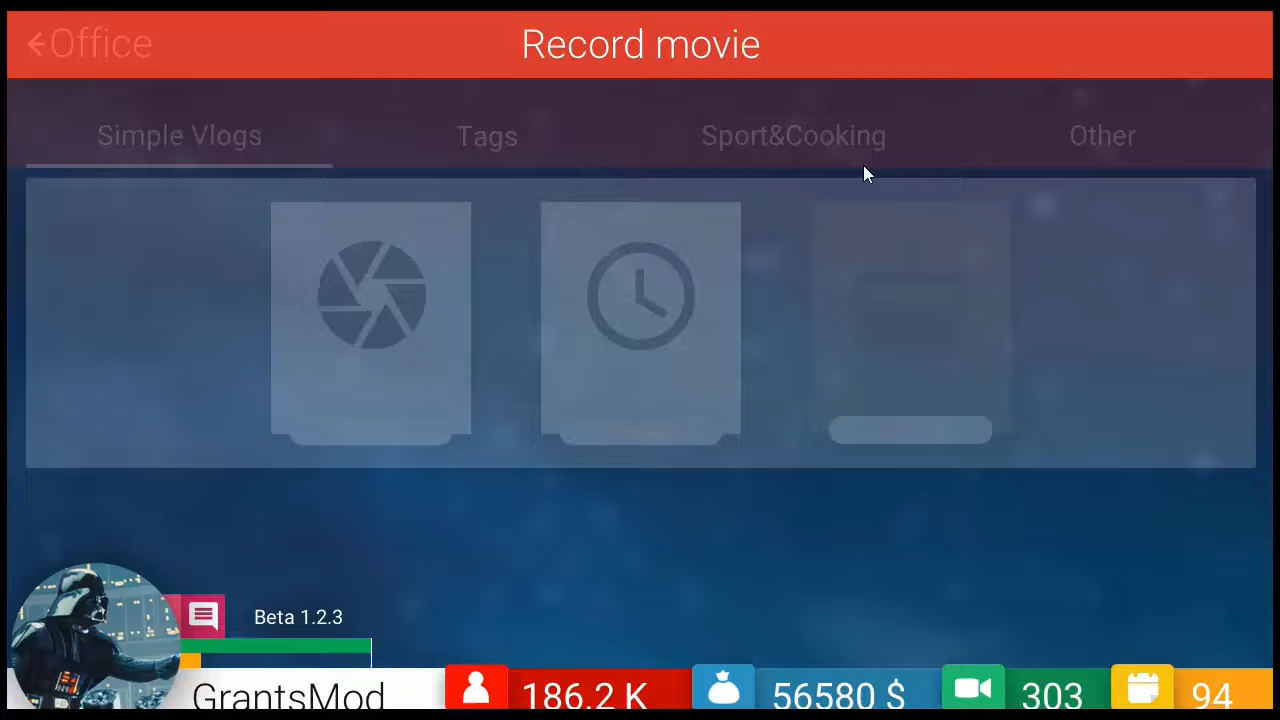 Office
Record movie
Simple Vlogs
Tags
Sport&Cooking
Other
Beta 1.2.3
GrantsMod
186.2 K
56580 $
303
94